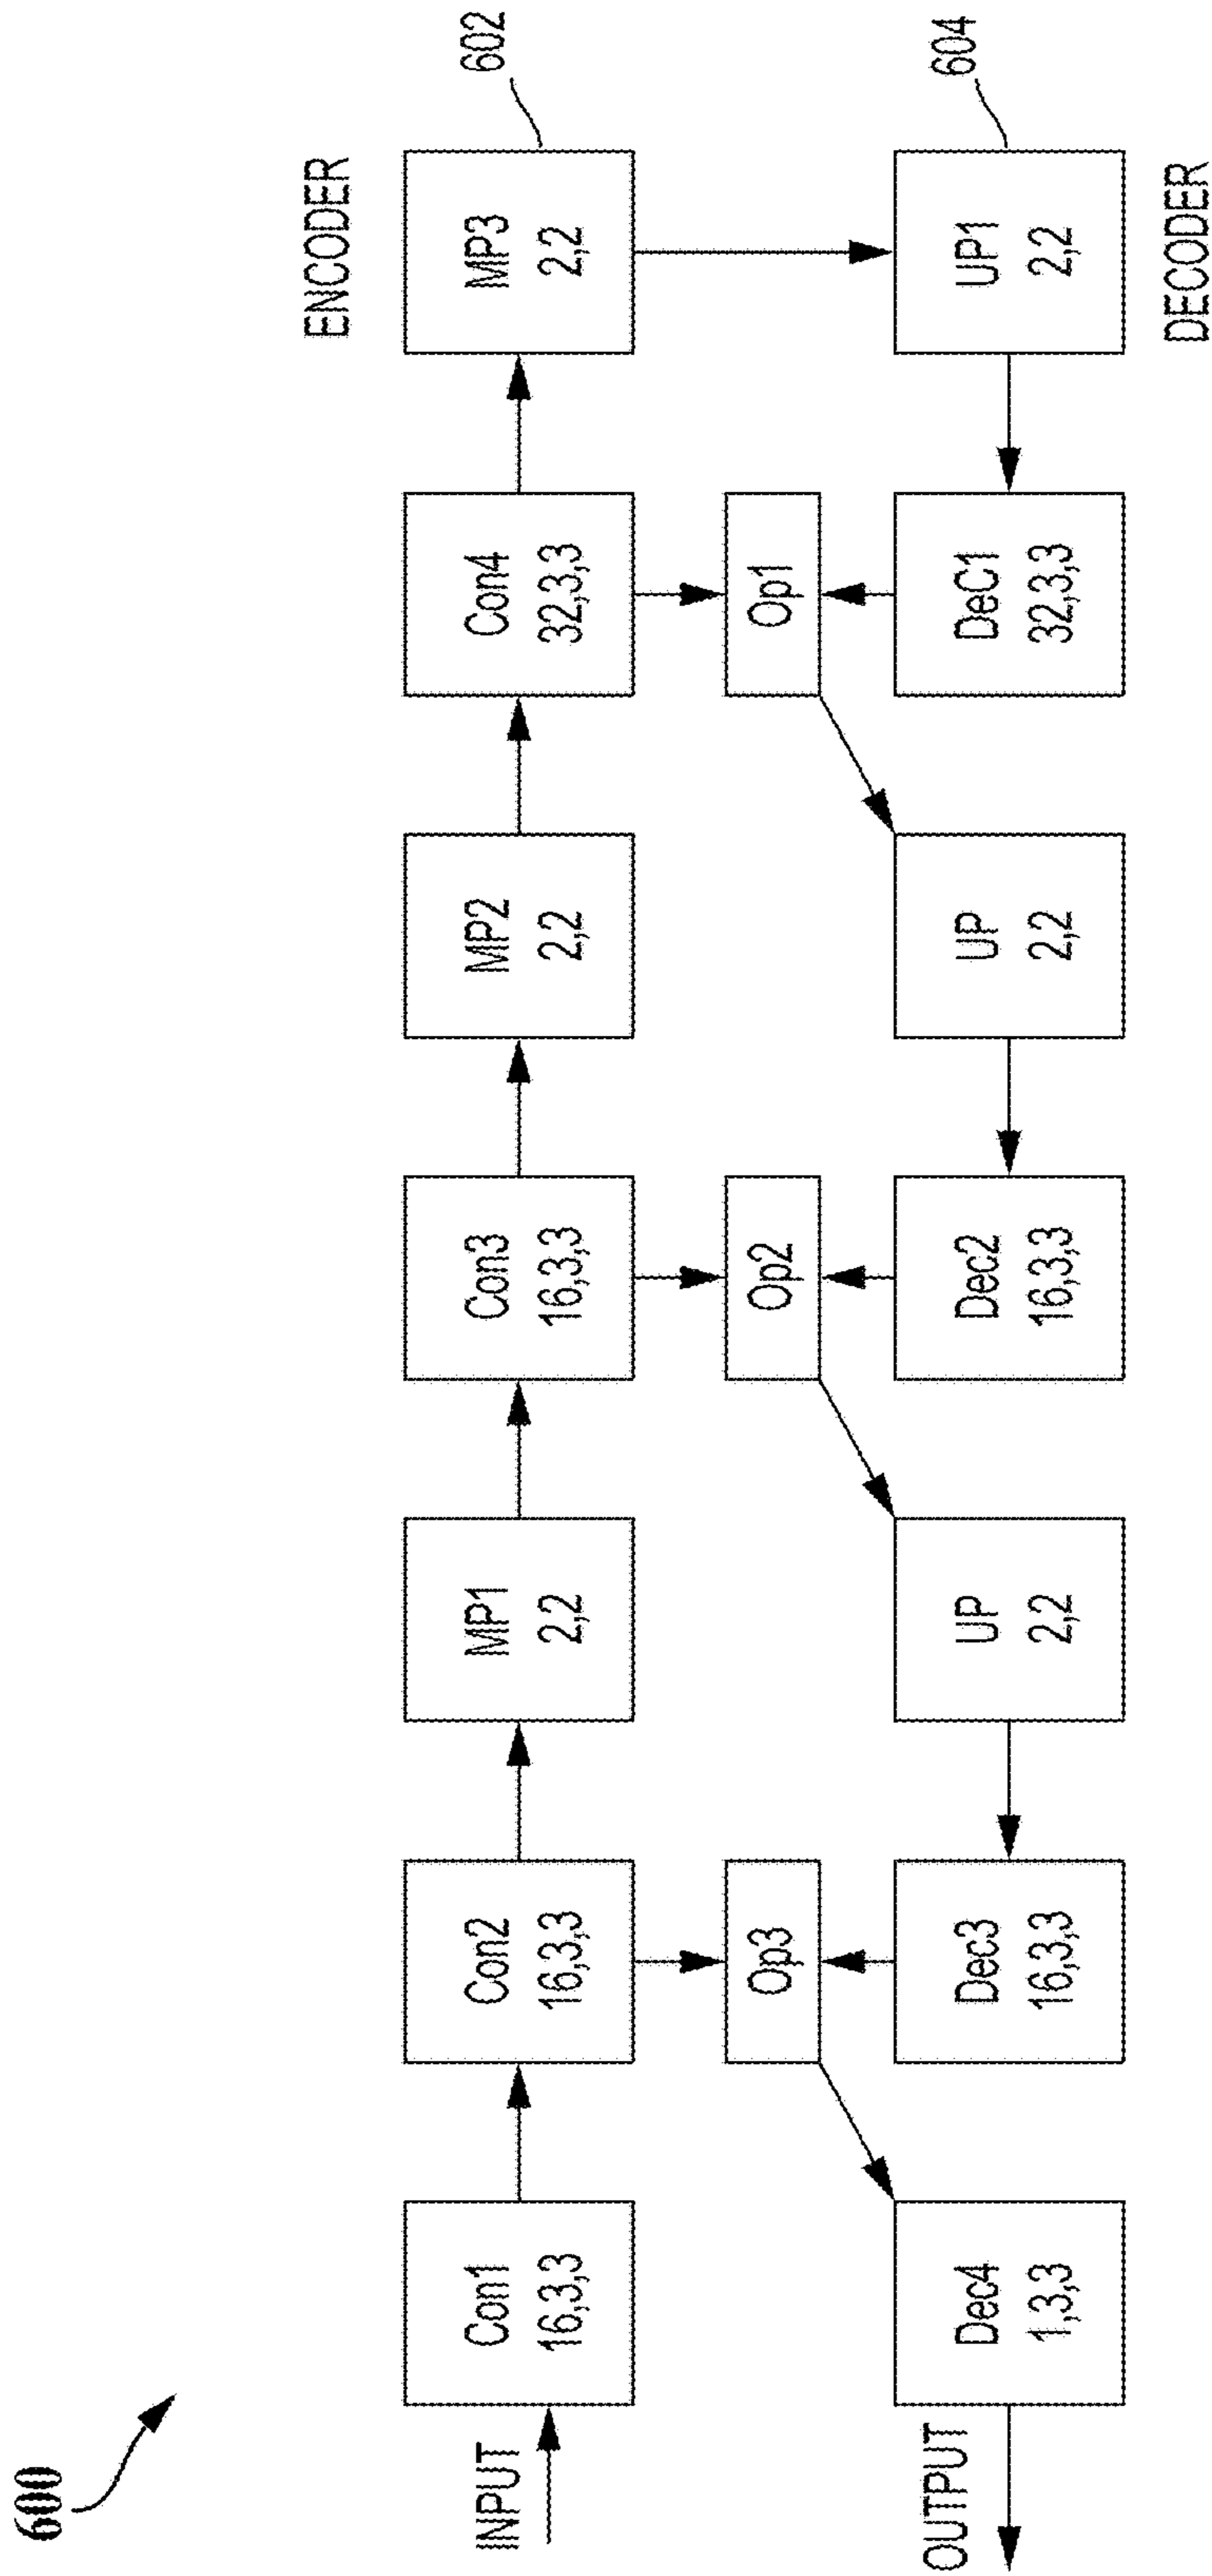 600
ENCODER
602
INPUT
Con1
16,3,3
Con2
16,3,3
MP1
2,2
Con3
16,3,3
MP2
2,2
Con4
32,3,3
MP3
2,2
Op3
Op2
Op1
OUTPUT
Dec4
1,3,3
Dec3
16,3,3
UP
2,2
Dec2
16,3,3
UP
2,2
DeC1
32,3,3
UP1
2,2
604
DECODER